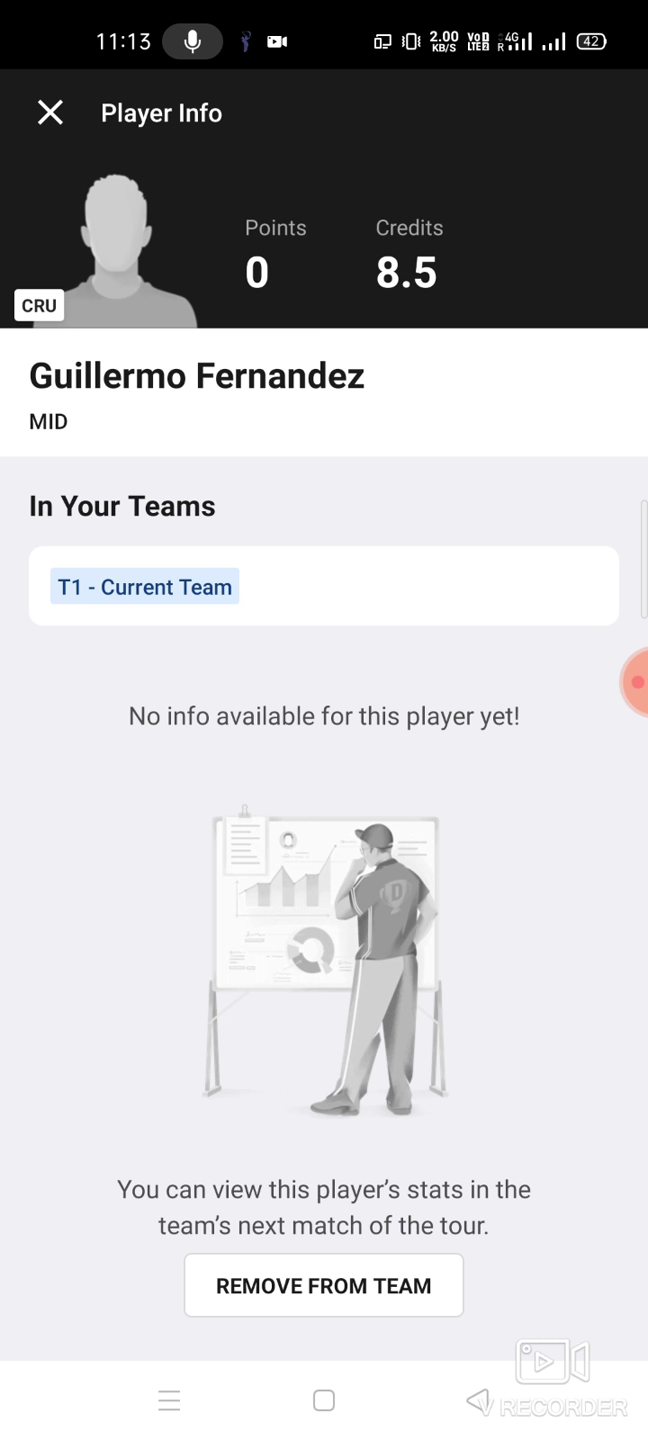 11:13
2.00
KB/S
VoD
LTE2
4G
R
42
Player Info
Points
Credits
0
8.5
CRU
Guillermo Fernandez
MID
In Your Teams
T1 - Current Team
No info available for this player yet!
D
You can view this player’s stats in the
team’s next match of the tour.
REMOVE FROM TEAM
V RECORDER